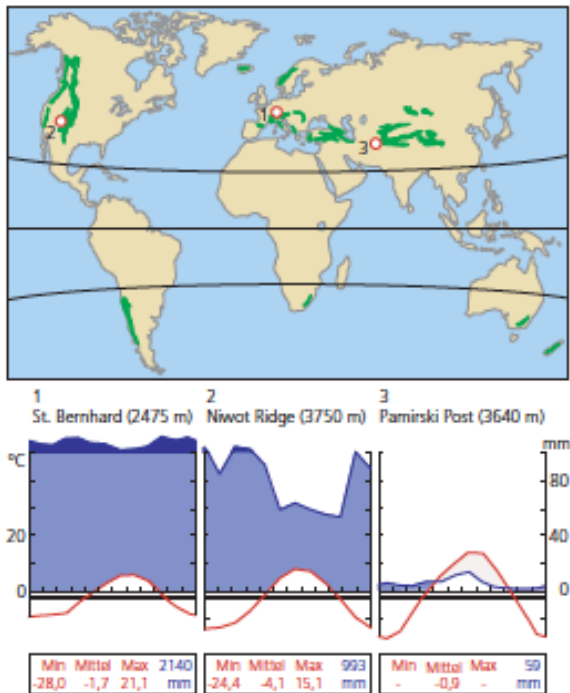 1
2
3
1
2
3
St. Bernhard (2475 m)
Niwot Ridge (3750 m)
Pamirski Post (3640 m)
°C
mm
80
20
40
0
0
Min Mittel Max 2140
-28,0 -1,7 21,1 mm
Min Mittel Max 993
-24,4 -4,1 15,1 mm
Min Mittel Max 59
- -0,9 - mm